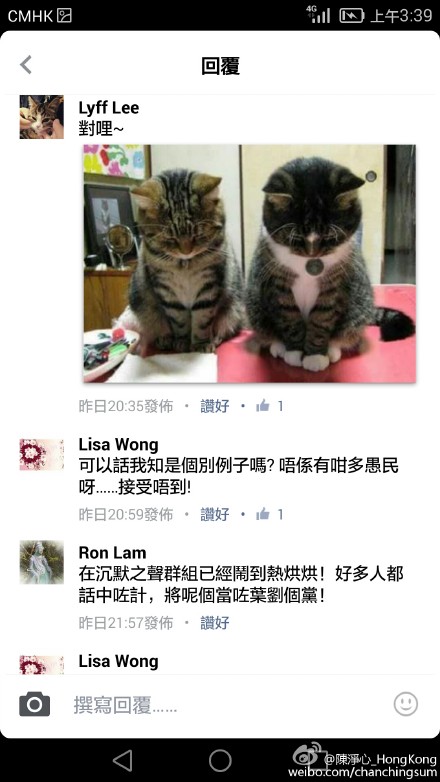 CMHK 4G 上午3:39
回覆
Lyff Lee
對哩~
昨日20:35發佈 • 讚好 • 1
Lisa Wong
可以話我知是個別例子嗎? 唔係有咁多愚民
呀......接受唔到!
昨日20:59發佈 • 讚好 • 1
Ron Lam
在沉默之聲群組已經鬧到熱烘烘！好多人都
話中咗計，將呢個當咗葉劉個黨！
昨日21:57發佈 • 讚好
Lisa Wong
撰寫回覆......
@陳淨心_HongKong
weibo.com/chanchingsum